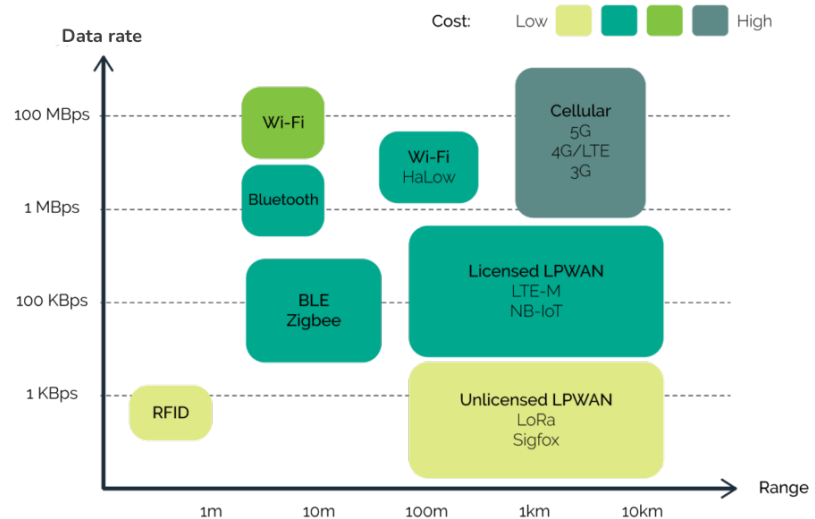 Cost: Low High
Data rate
100 MBps
Wi-Fi
Cellular
5G
4G/LTE
3G
Wi-Fi
HaLow
Bluetooth
1 MBps
Licensed LPWAN
LTE-M
NB-IoT
100 KBps
BLE
Zigbee
1 KBps
RFID
Unlicensed LPWAN
LoRa
Sigfox
Range
1m 10m 100m 1km 10km